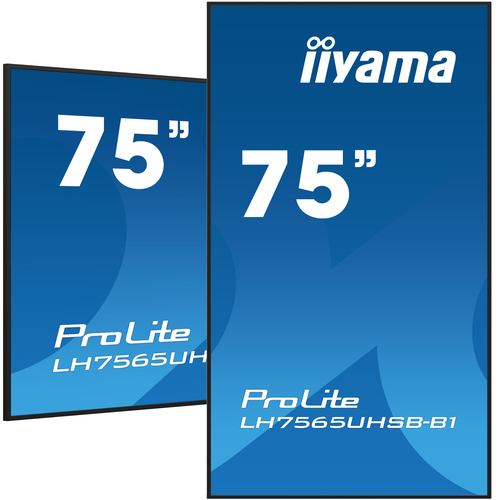 75”
ProLite
LH7565UH
iiyama
75”
ProLite
LH7565UHSB-B1